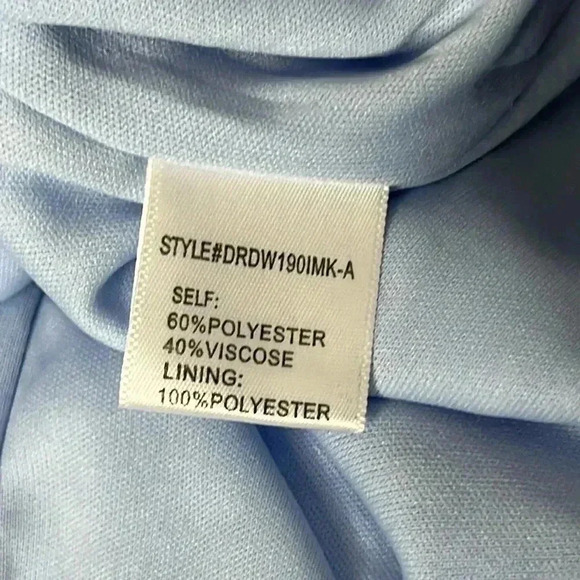 STYLE#DRDW190IMK-A
SELF:
60%POLYESTER
40%VISCOSE
LINING:
100%POLYESTER